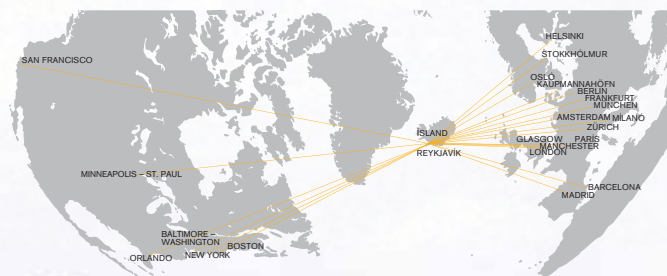 HELSINKI
SAN FRANCISCO
STOKKHÓLMUR
OSLO
KAUPMANNAHÖFN
BERLIN
FRANKFURT
MÜNCHEN
AMSTERDAM
MILANO
ZÜRICH
ÍSLAND
GLASGOW
PARÍS
MANCHESTER
REYKJAVÍK
LONDON
MINNEAPOLIS – ST. PAUL
BARCELONA
MADRID
BALTIMORE –
WASHINGTON
BOSTON
NEW YORK
ORLANDO